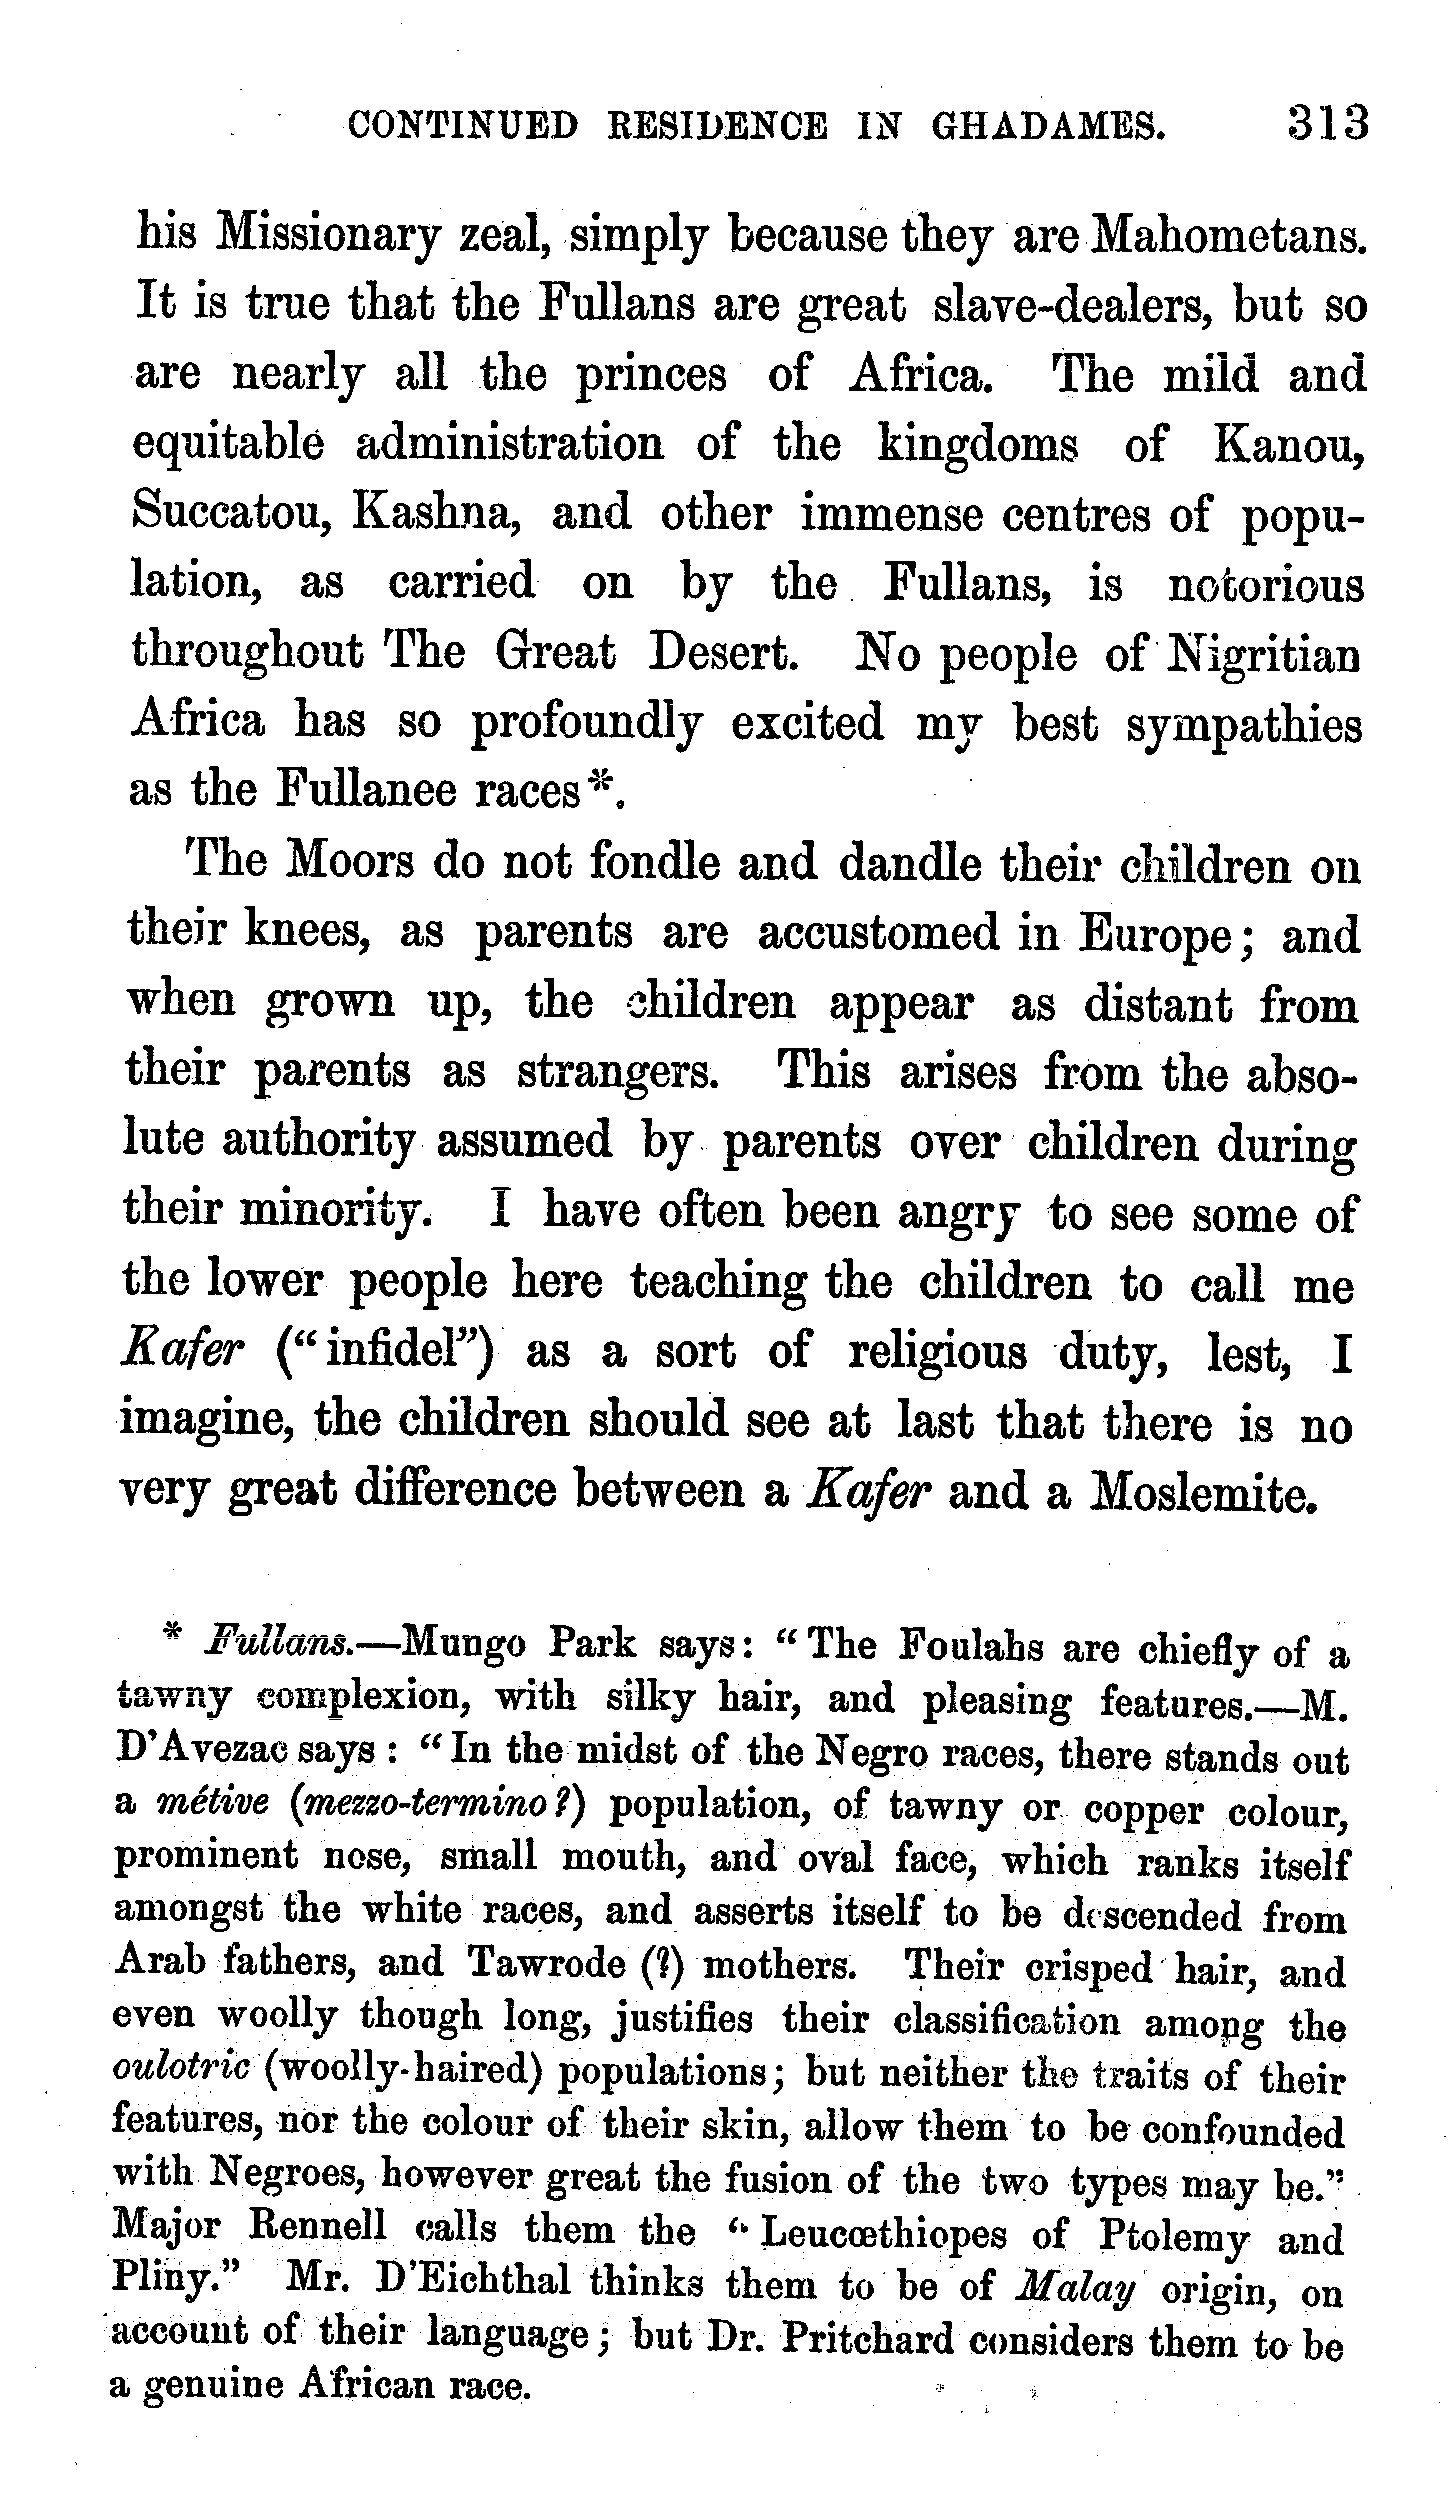 CONTINUED RESIDENCE IN GHADAMES. 313
his Missionary zeal, simply because they are Mahometans.
It is true that the Fullans are great slave-dealers, but so
are nearly all the princes of Africa. The mild and
equitable administration of the kingdoms of Kanou,
Succatou, Kashna, and other immense centres of popu-
lation, as carried on by the Fullans, is notorious
throughout The Great Desert. No people of Nigritian
Africa has so profoundly excited my best sympathies
as the Fullanee races*.
The Moors do not fondle and dandle their children on
their knees, as parents are accustomed in Europe; and
when grown up, the children appear as distant from
their parents as strangers. This arises from the abso-
lute authority assumed by parents over children during
their minority. I have often been angry to see some of
the lower people here teaching the children to call me
Kafer ("infidel") as a sort of religious duty, lest, I
imagine, the children should see at last that there is no
very great difference between a Kafer and a Moslemite.
* Fullans.—Mungo Park says: "The Foulahs are chiefly of a
tawny complexion, with silky hair, and pleasing features.—M.
D'Avezac says: "In the midst of the Negro races, there stands out
a métive (mezzo-termino?) population, of tawny or copper colour,
prominent nose, small mouth, and oval face, which ranks itself
amongst the white races, and asserts itself to be descended from
Arab fathers, and Tawrode (?) mothers. Their crisped hair, and
even woolly though long, justifies their classification among the
oulotric (woolly-haired) populations; but neither the traits of their
features, nor the colour of their skin, allow them to be confounded
with Negroes, however great the fusion of the two types may be."
Major Rennell calls them the "Leucœthiopes of Ptolemy and
Pliny." Mr. D'Eichthal thinks them to be of Malay origin, on
account of their language; but Dr. Pritchard considers them to be
a genuine African race.